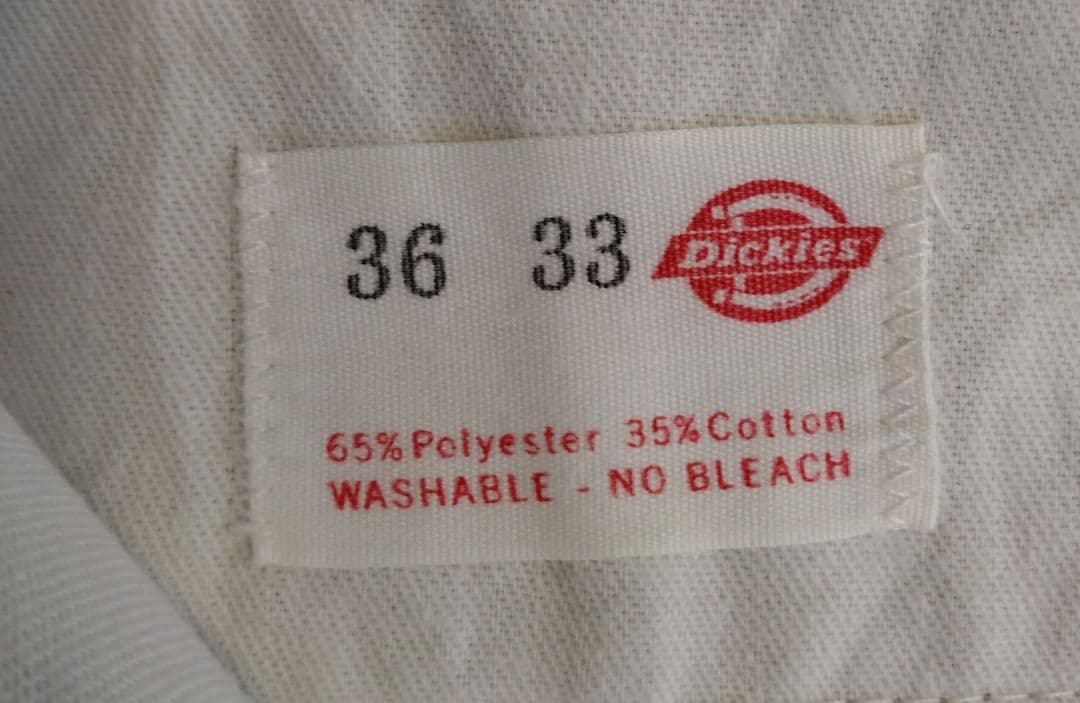 36 33 Dickies
65% Polyester 35% Cotton
WASHABLE - NO BLEACH